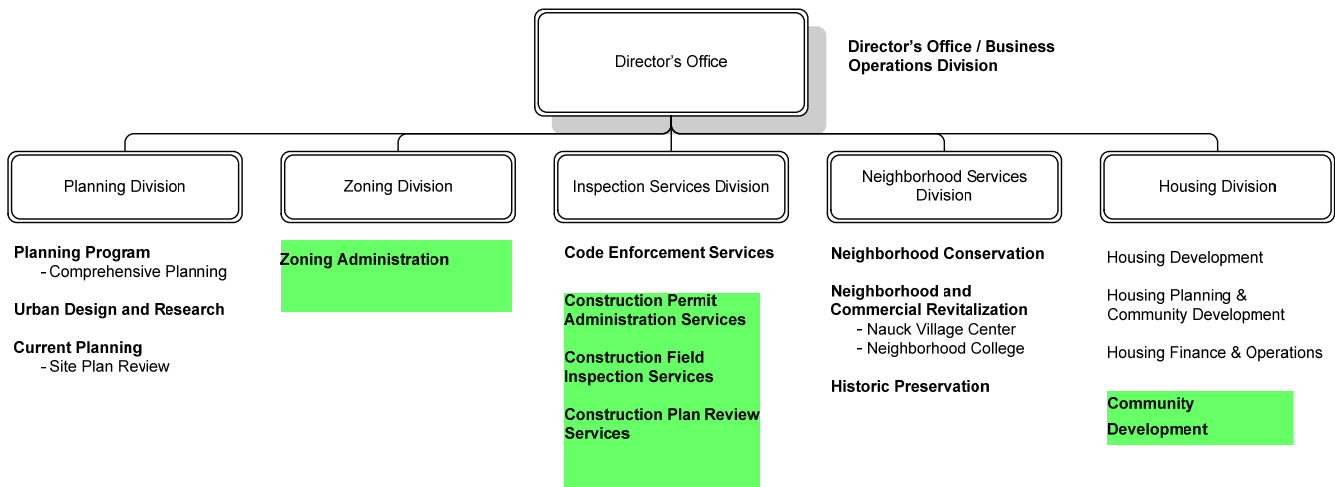 Director’s Office
Director’s Office / Business
Operations Division
Planning Division
Planning Program
- Comprehensive Planning
Urban Design and Research
Current Planning
- Site Plan Review
Zoning Division
Zoning Administration
Inspection Services Division
Code Enforcement Services
Construction Permit
Administration Services
Construction Field
Inspection Services
Construction Plan Review
Services
Neighborhood Services
Division
Neighborhood Conservation
Neighborhood and
Commercial Revitalization
- Nauck Village Center
- Neighborhood College
Historic Preservation
Housing Division
Housing Development
Housing Planning &
Community Development
Housing Finance & Operations
Community
Development